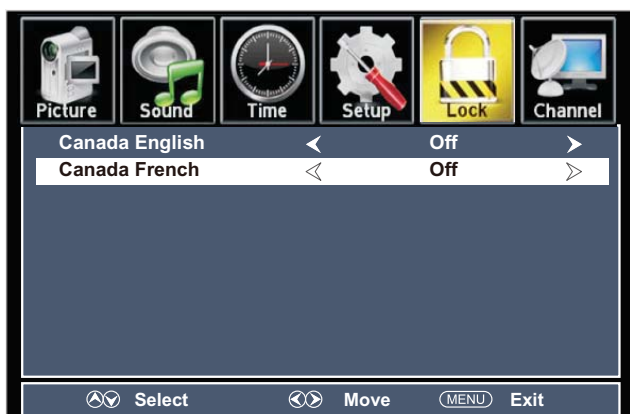 Picture Sound Time Setup Lock Channel
Canada English Off
Canada French Off
Select Move MENU Exit